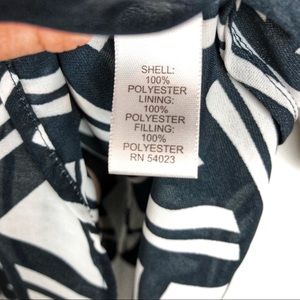 SHELL:
100%
POLYESTER
LINING:
100%
POLYESTER
FILLING:
100%
POLYESTER
RN 54023